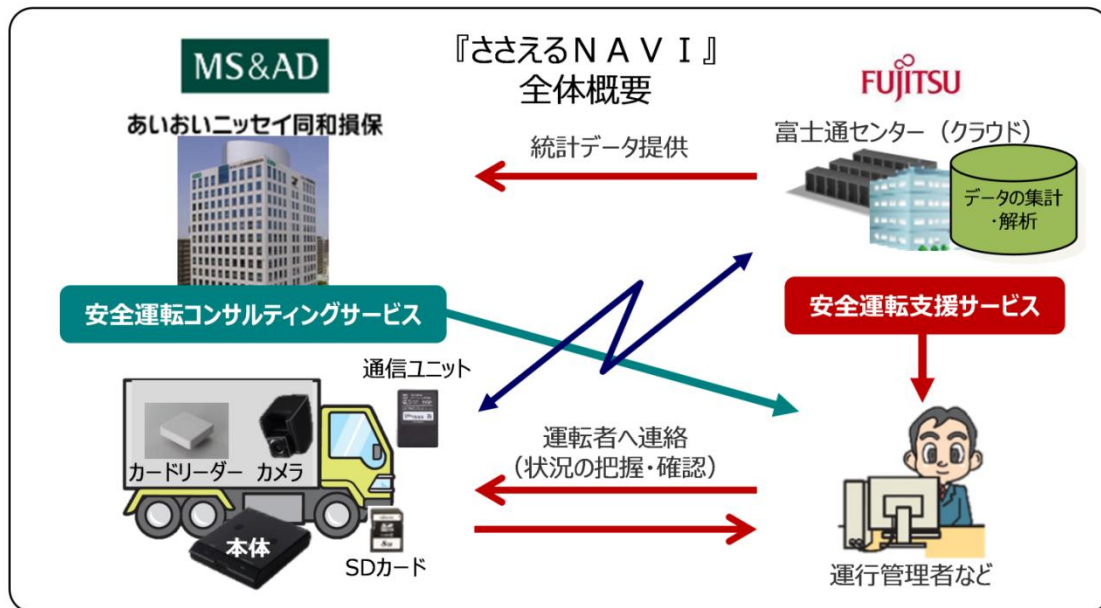 『ささえるＮＡＶＩ』
全体概要
MS&AD
あいおいニッセイ同和損保
FUJITSU
富士通センター（クラウド）
統計データ提供
データの集計
・解析
安全運転コンサルティングサービス
安全運転支援サービス
通信ユニット
カードリーダー
カメラ
運転者へ連絡
（状況の把握・確認）
本体
SDカード
運行管理者など